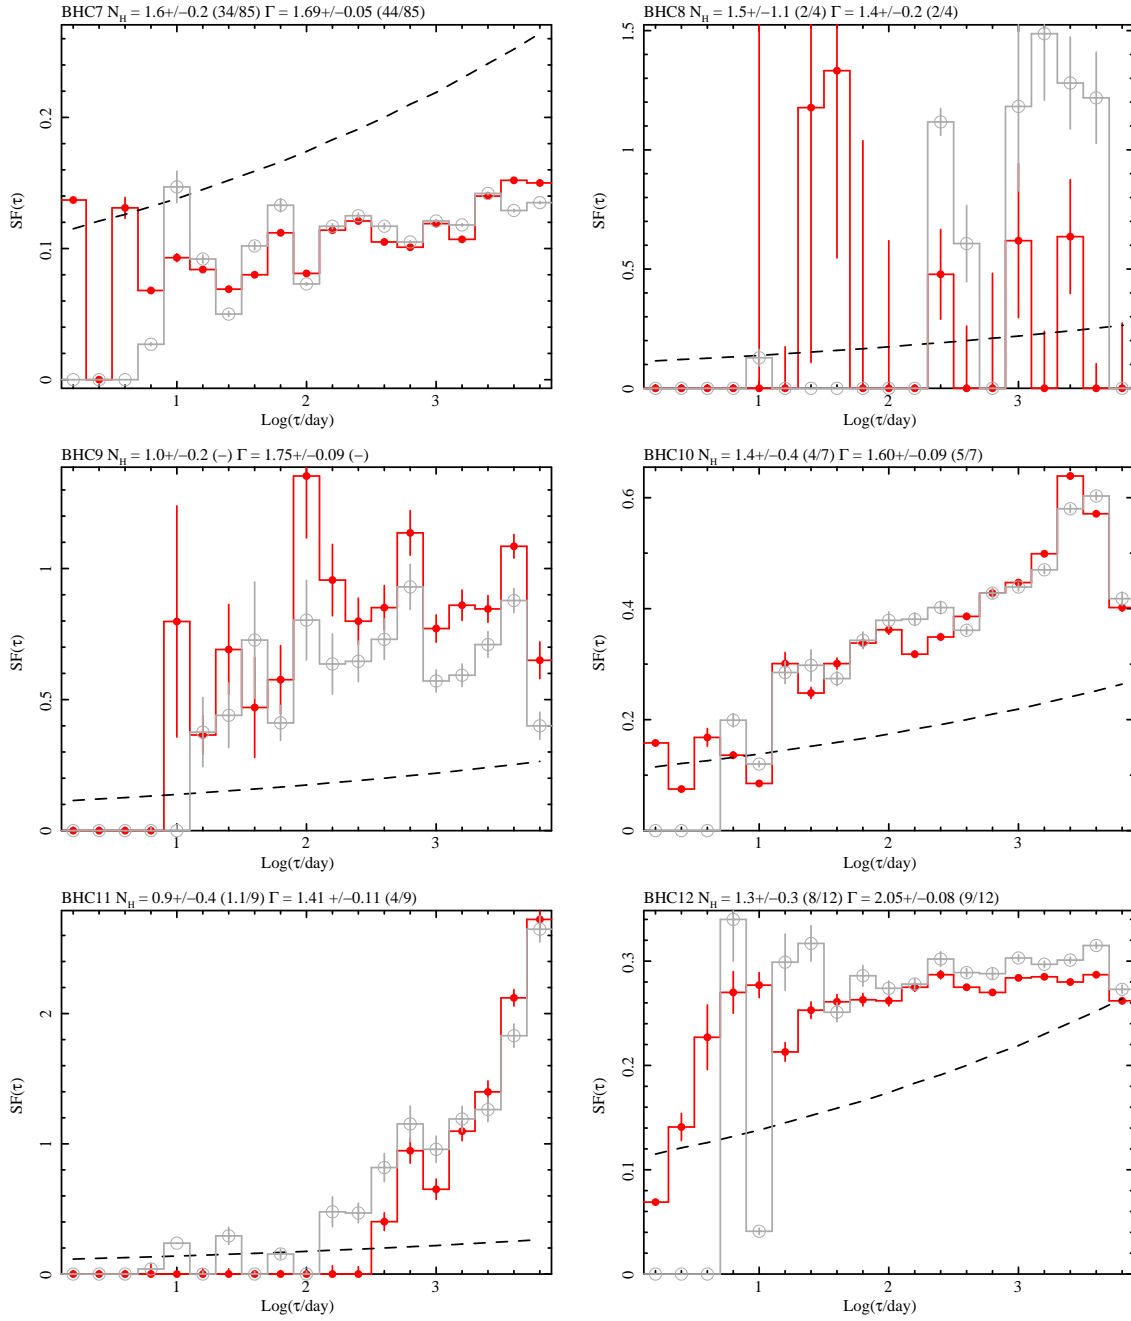 BHC7 N_H = 1.6+/−0.2 (34/85) Γ = 1.69+/−0.05 (44/85)
SF(τ)
0.2
0.1
0
1 2 3
Log(τ/day)
BHC8 N_H = 1.5+/−1.1 (2/4) Γ = 1.4+/−0.2 (2/4)
SF(τ)
1.5
1
0.5
0
1 2 3
Log(τ/day)
BHC9 N_H = 1.0+/−0.2 (−) Γ = 1.75+/−0.09 (−)
SF(τ)
1
0.5
0
1 2 3
Log(τ/day)
BHC10 N_H = 1.4+/−0.4 (4/7) Γ = 1.60+/−0.09 (5/7)
SF(τ)
0.6
0.4
0.2
0
1 2 3
Log(τ/day)
BHC11 N_H = 0.9+/−0.4 (1.1/9) Γ = 1.41 +/−0.11 (4/9)
SF(τ)
2
1
0
1 2 3
Log(τ/day)
BHC12 N_H = 1.3+/−0.3 (8/12) Γ = 2.05+/−0.08 (9/12)
SF(τ)
0.3
0.2
0.1
0
1 2 3
Log(τ/day)